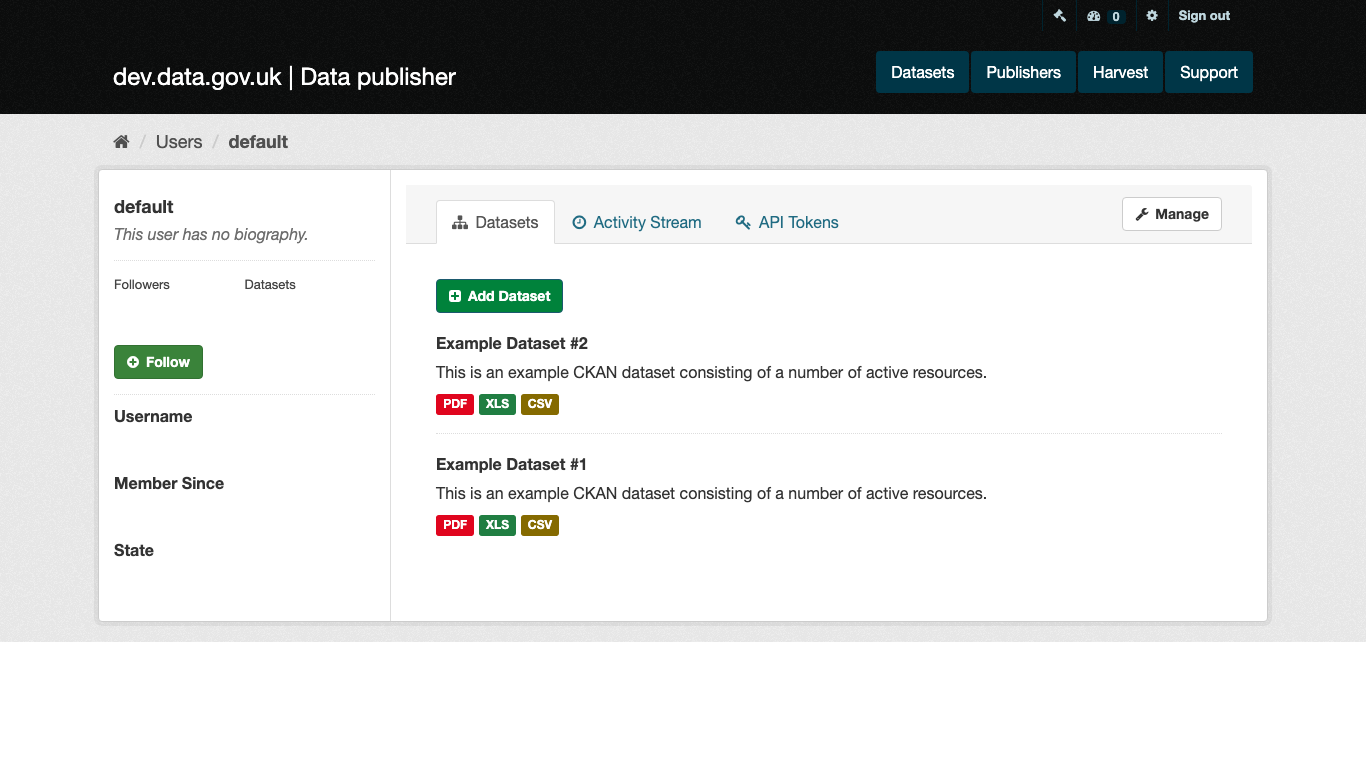 0 Sign out
dev.data.gov.uk | Data publisher
Datasets Publishers Harvest Support
/ Users / default
default
This user has no biography.
Followers Datasets
Follow
Username
Member Since
State
Datasets Activity Stream API Tokens Manage
Add Dataset
Example Dataset #2
This is an example CKAN dataset consisting of a number of active resources.
PDF XLS CSV
Example Dataset #1
This is an example CKAN dataset consisting of a number of active resources.
PDF XLS CSV